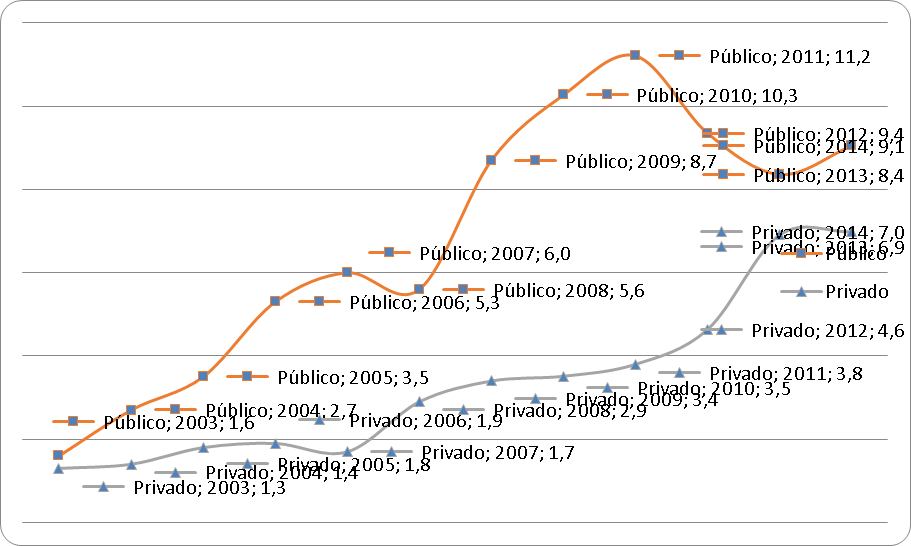 Público; 2011; 11,2
Público; 2010; 10,3
Público; 2012; 9,4
Público; 2014; 9,1
Público; 2009; 8,7
Público; 2013; 8,4
Privado; 2014; 7,0
Privado; 2013; 6,9
Público
Público; 2007; 6,0
Público; 2008; 5,6
Privado
Público; 2006; 5,3
Privado; 2012; 4,6
Público; 2005; 3,5
Privado; 2011; 3,8
Privado; 2010; 3,5
Privado; 2009; 3,4
Público; 2004; 2,7
Privado; 2008; 2,9
Público; 2003; 1,6
Privado; 2006; 1,9
Privado; 2007; 1,7
Privado; 2005; 1,8
Privado; 2004; 1,4
Privado; 2003; 1,3